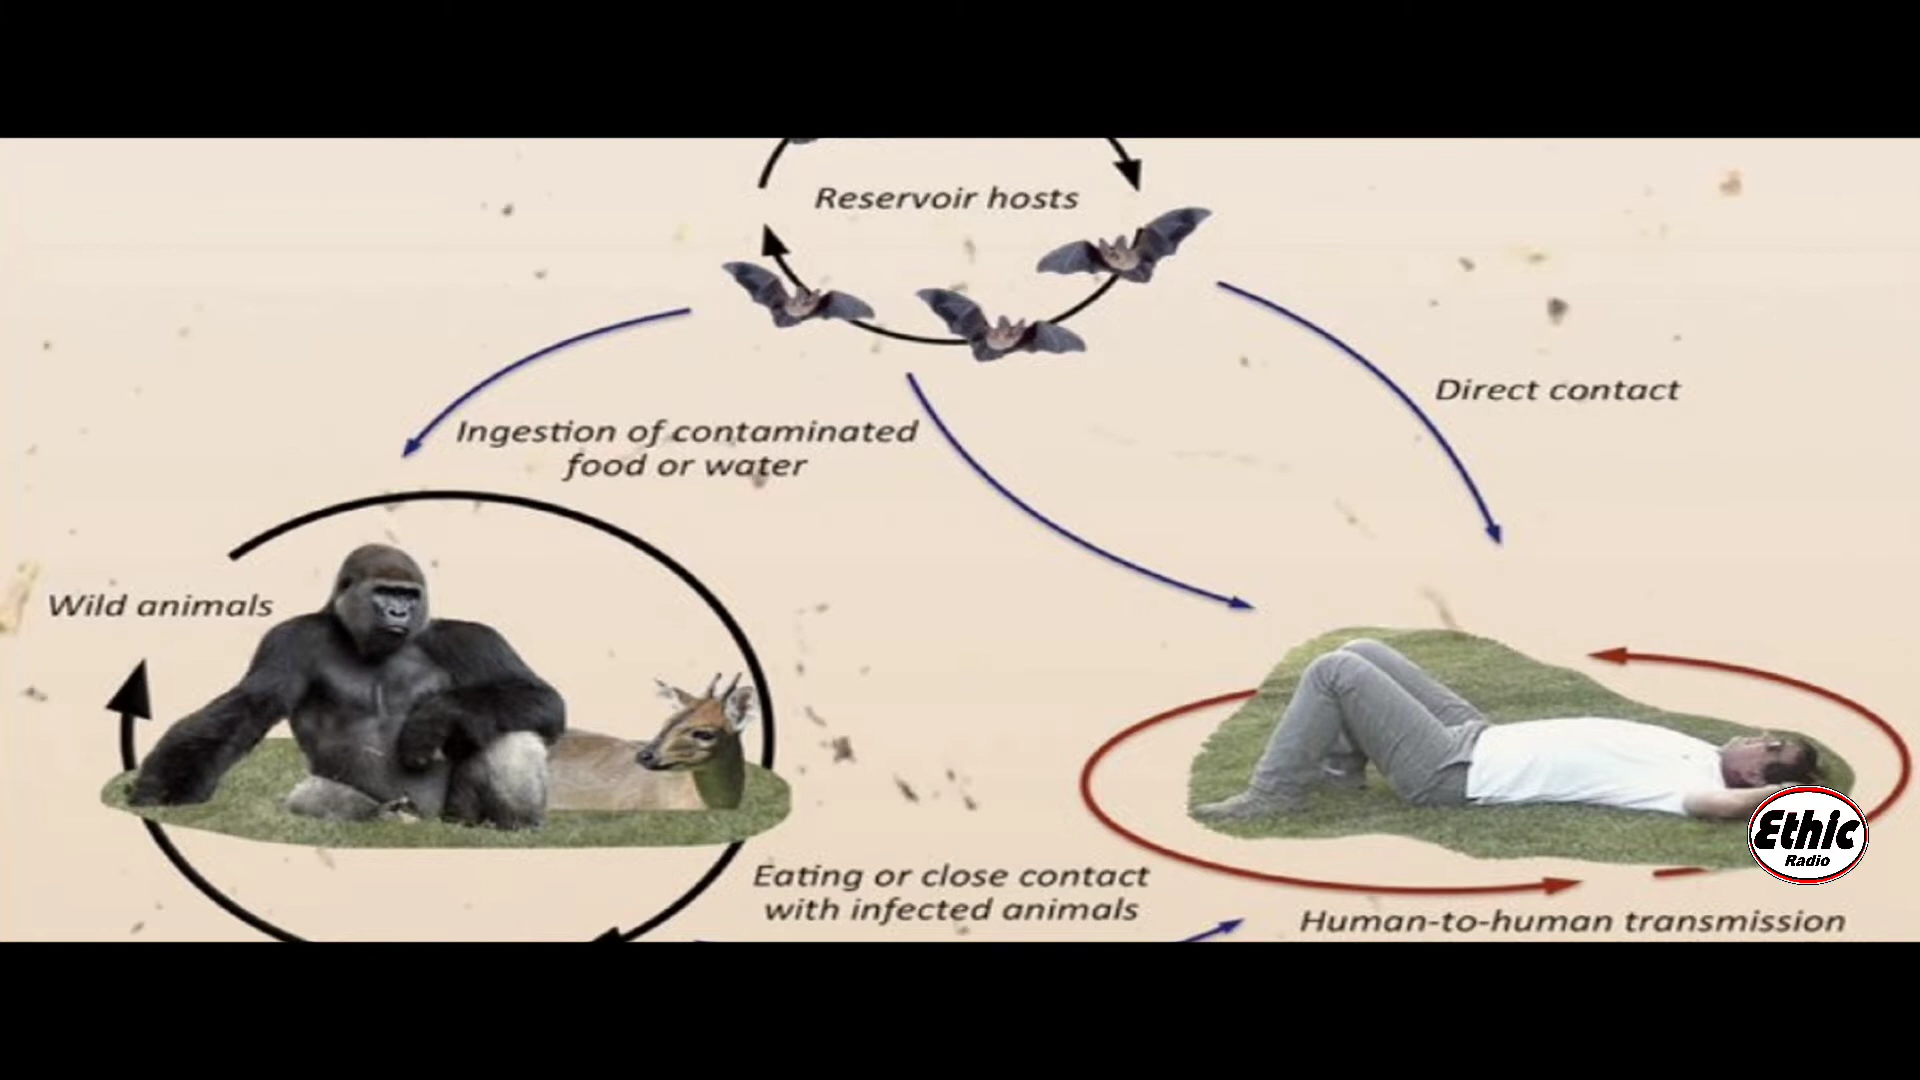 Reservoir hosts
Direct contact
Ingestion of contaminated
food or water
Wild animals
Eating or close contact
with infected animals
Human-to-human transmission
Ethic
Radio